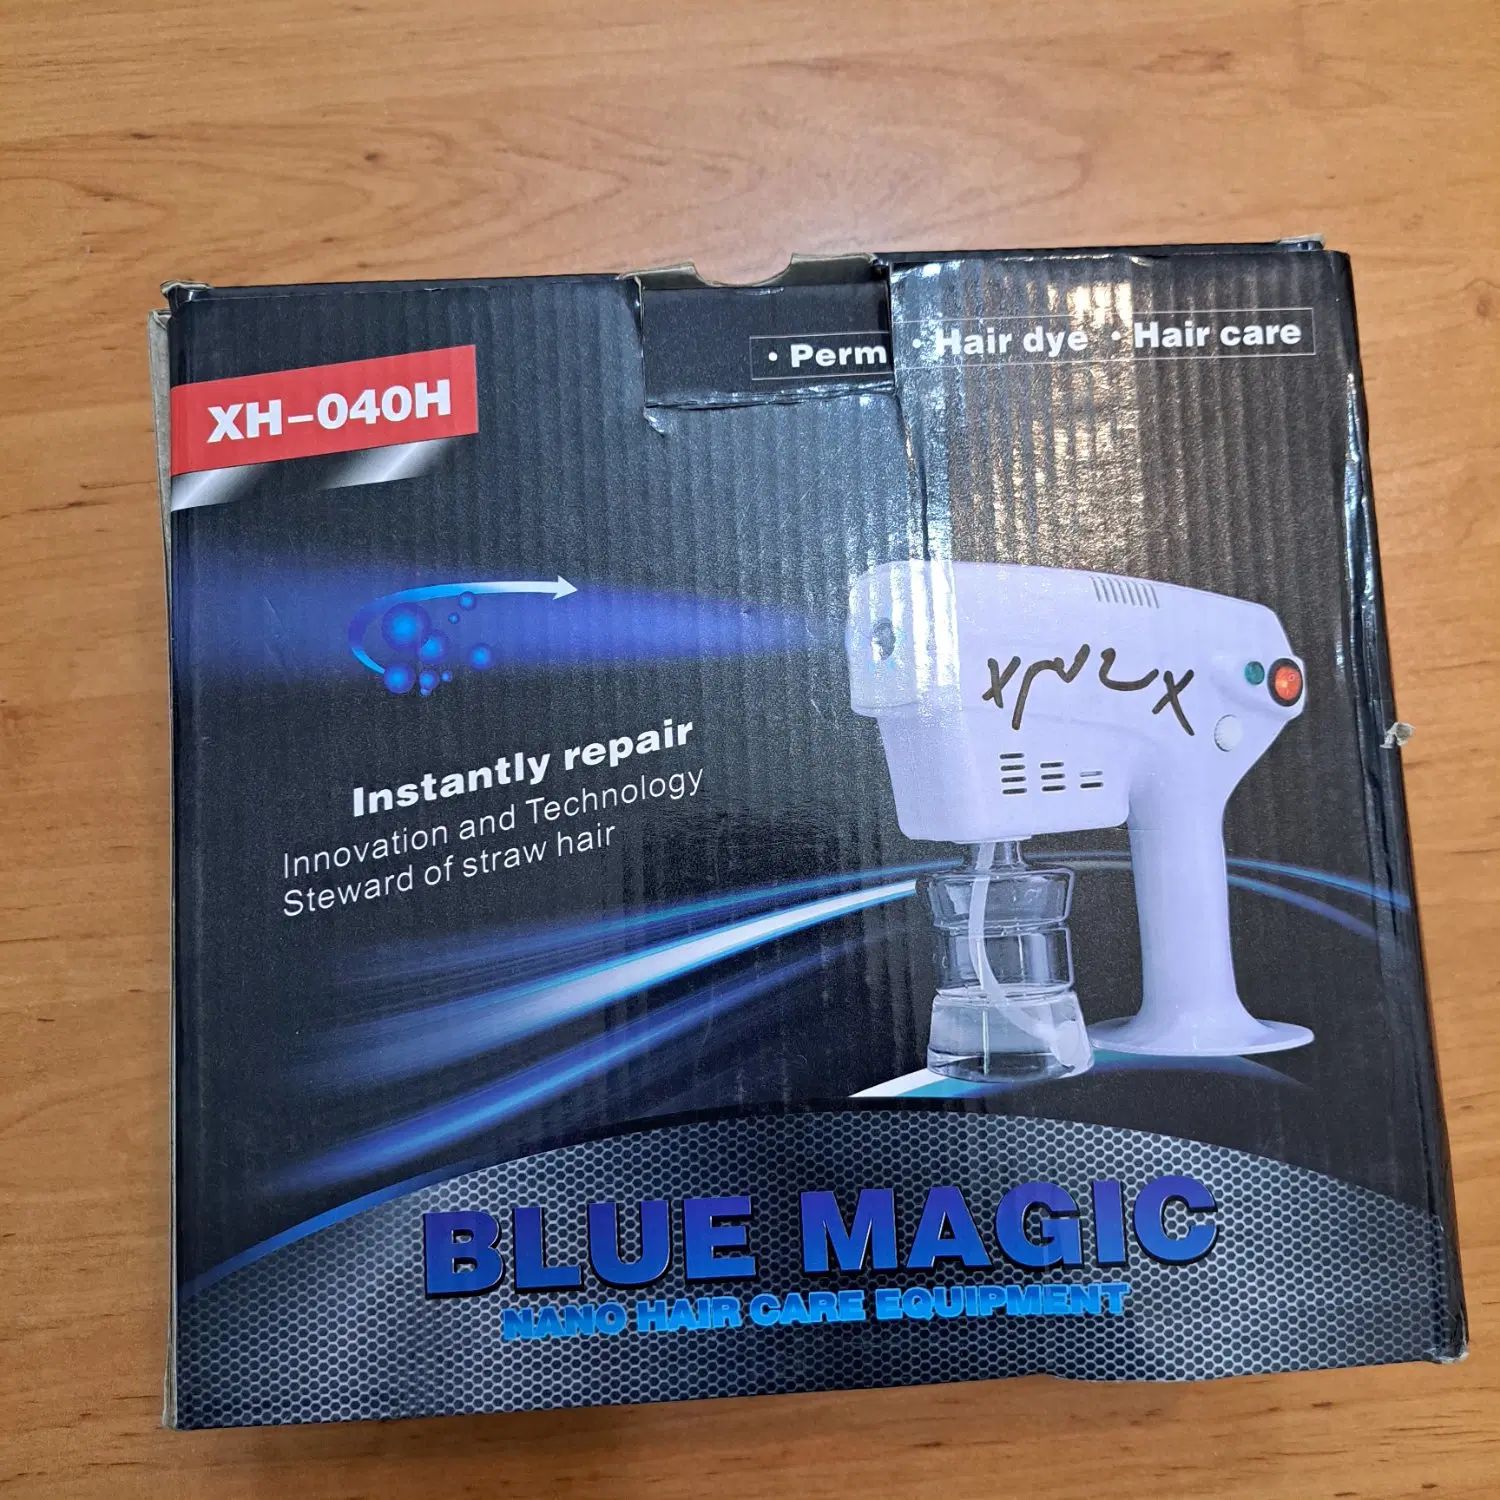 • Perm • Hair dye • Hair care
XH-040H
Instantly repair
Innovation and Technology
Steward of straw hair
BLUE MAGIC
NANO HAIR CARE EQUIPMENT